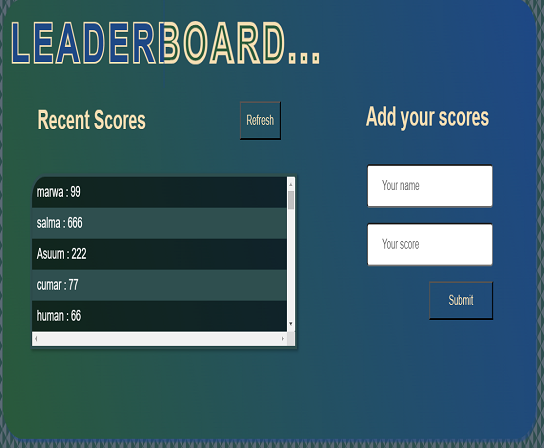 LEADERBOARD...
Recent Scores
Refresh
marwa : 99
salma : 666
Asuum : 222
cumar : 77
human : 66
Add your scores
Your name
Your score
Submit